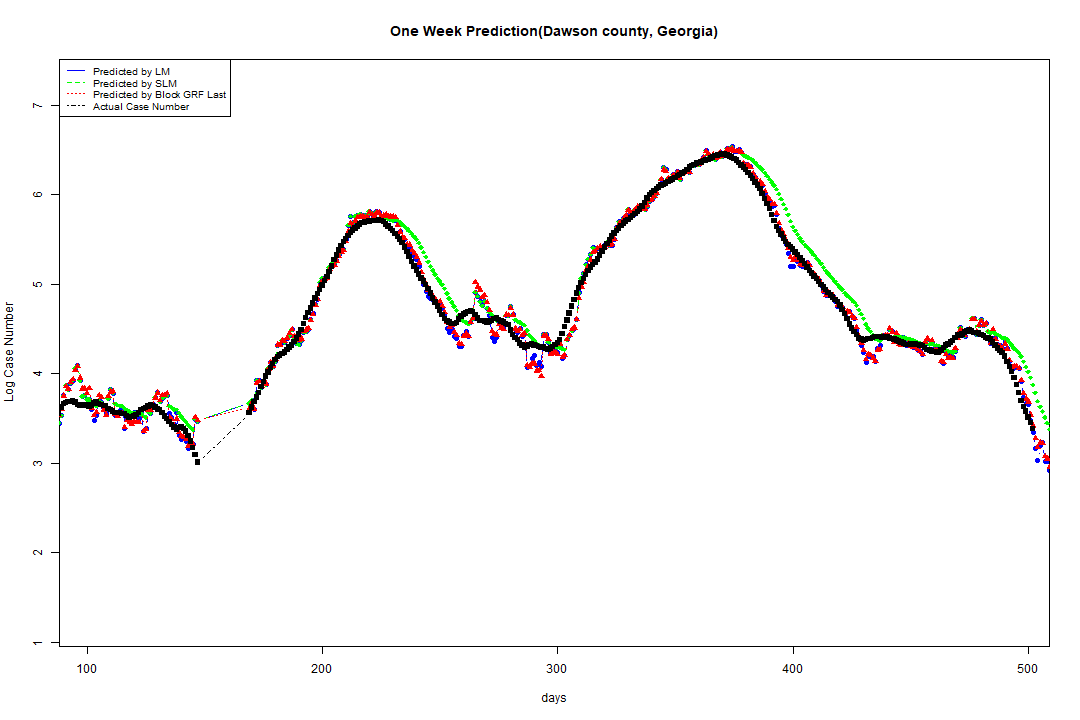 One Week Prediction(Dawson county, Georgia)
Predicted by LM
Predicted by SLM
Predicted by Block GRF Last
Actual Case Number
7
6
5
4
3
2
1
Log Case Number
100 200 300 400 500
days